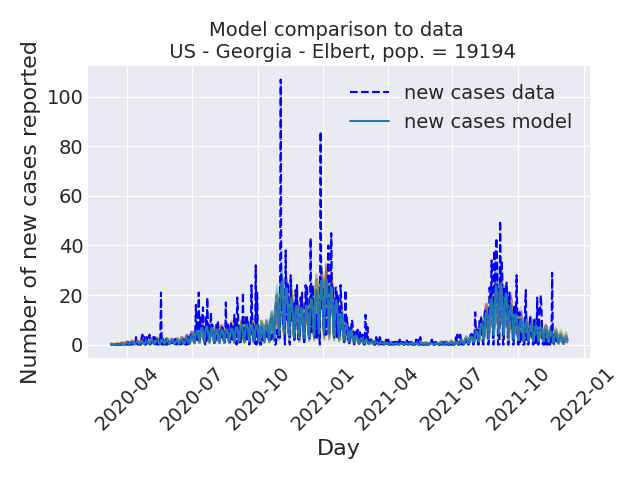 Model comparison to data
US - Georgia - Elbert, pop. = 19194
Number of new cases reported
100
80
60
40
20
0
new cases data
new cases model
2020-04
2020-07
2020-10
2021-01
2021-04
2021-07
2021-10
2022-01
Day